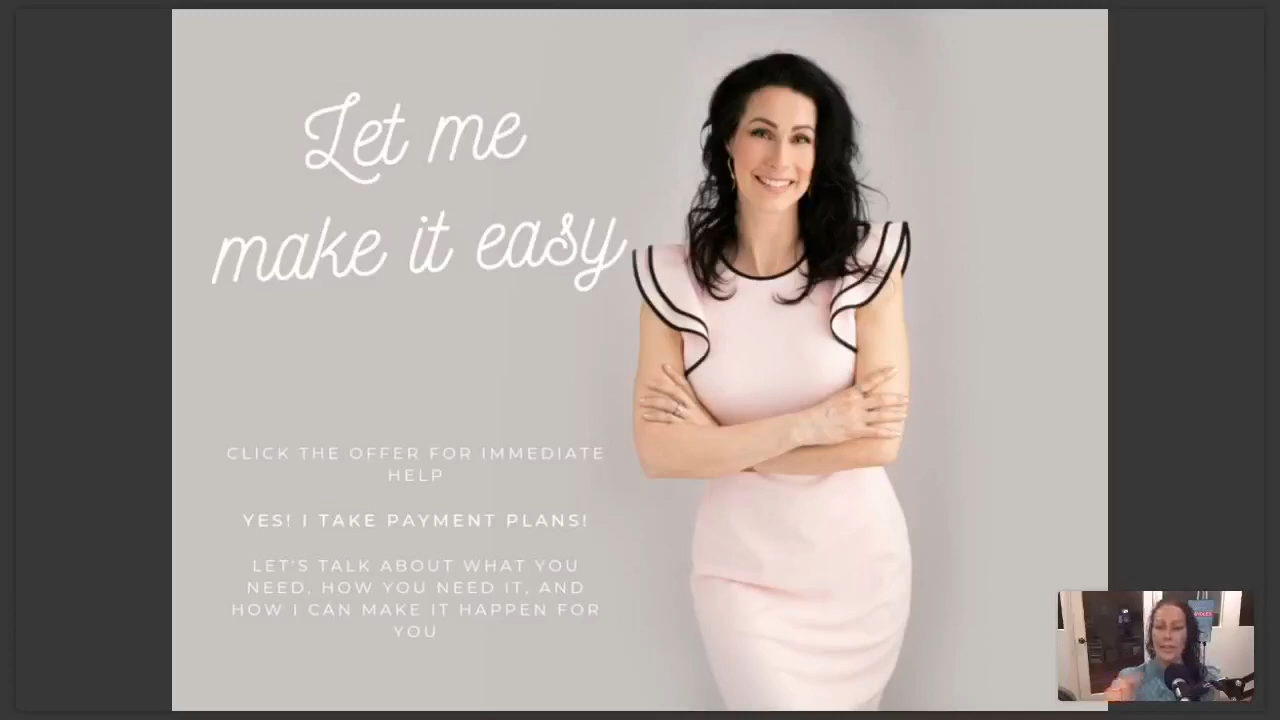 Let me
make it easy
CLICK THE OFFER FOR IMMEDIATE
HELP
YES! I TAKE PAYMENT PLANS!
LET'S TALK ABOUT WHAT YOU
NEED, HOW YOU NEED IT, AND
HOW I CAN MAKE IT HAPPEN FOR
YOU